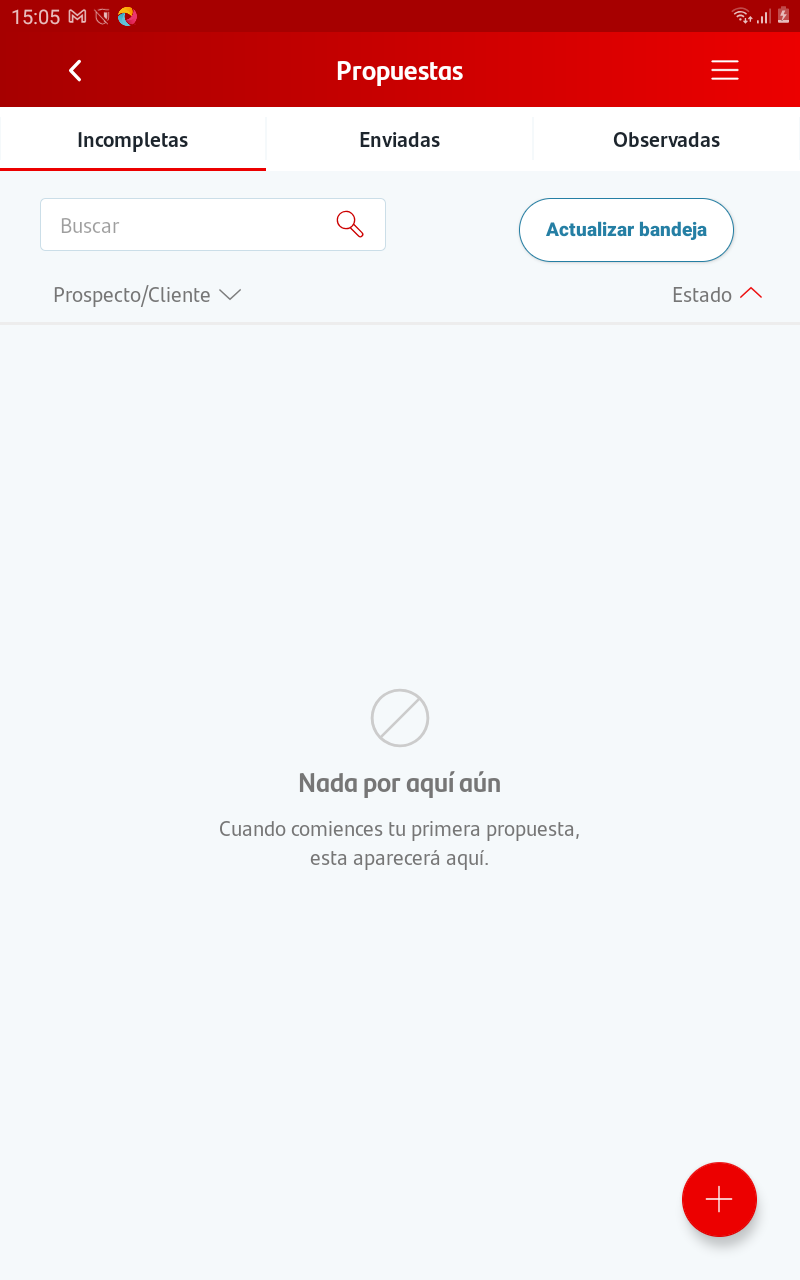 15:05
Propuestas
Incompletas
Enviadas
Observadas
Buscar
Actualizar bandeja
Prospecto/Cliente
Estado
Nada por aquí aún
Cuando comiences tu primera propuesta,
esta aparecerá aquí.